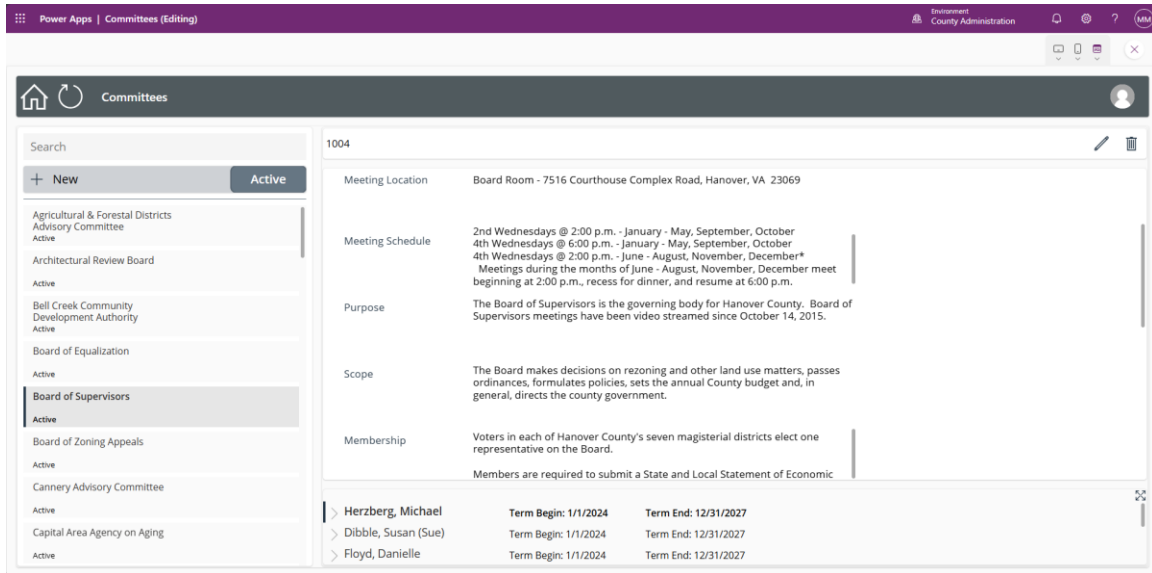 Power Apps | Committees (Editing)
Environment
County Administration
?
MM
Committees
Search
+ New
Active
Agricultural & Forestal Districts
Advisory Committee
Active
Architectural Review Board
Active
Bell Creek Community
Development Authority
Active
Board of Equalization
Active
Board of Supervisors
Active
Board of Zoning Appeals
Active
Cannery Advisory Committee
Active
Capital Area Agency on Aging
Active
1004
Meeting Location Board Room - 7516 Courthouse Complex Road, Hanover, VA 23069
Meeting Schedule
2nd Wednesdays @ 2:00 p.m. - January - May, September, October
4th Wednesdays @ 6:00 p.m. - January - May, September, October
4th Wednesdays @ 2:00 p.m. - June - August, November, December*
Meetings during the months of June - August, November, December meet
beginning at 2:00 p.m., recess for dinner, and resume at 6:00 p.m.
Purpose
The Board of Supervisors is the governing body for Hanover County. Board of
Supervisors meetings have been video streamed since October 14, 2015.
Scope
The Board makes decisions on rezoning and other land use matters, passes
ordinances, formulates policies, sets the annual County budget and, in
general, directs the county government.
Membership
Voters in each of Hanover County's seven magisterial districts elect one
representative on the Board.
Members are required to submit a State and Local Statement of Economic
Herzberg, Michael Term Begin: 1/1/2024 Term End: 12/31/2027
Dibble, Susan (Sue) Term Begin: 1/1/2024 Term End: 12/31/2027
Floyd, Danielle Term Begin: 1/1/2024 Term End: 12/31/2027